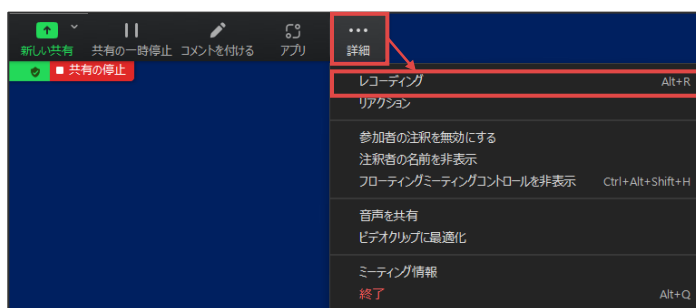 新しい共有 共有の一時停止 コメントを付ける アプリ 詳細
共有の停止
レコーディング Alt+R
リアクション
参加者の注釈を無効にする
注釈者の名前を非表示
フローティングミーティングコントロールを非表示 Ctrl+Alt+Shift+H
音声を共有
ビデオクリップに最適化
ミーティング情報
終了 Alt+Q